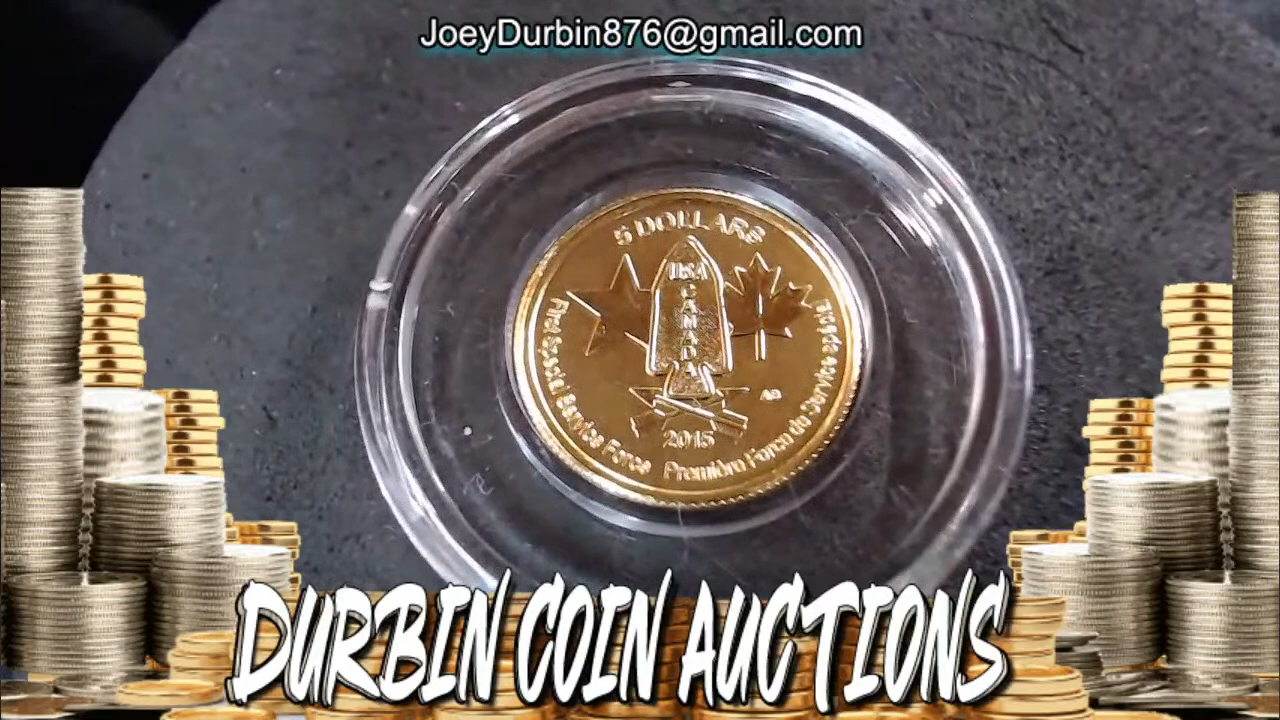 JoeyDurbin876@gmail.com
5 DOLLARS
USA
CANADA
First Special Service Force
Première Force de Service spécial
AB
2015
DURBIN COIN AUCTIONS